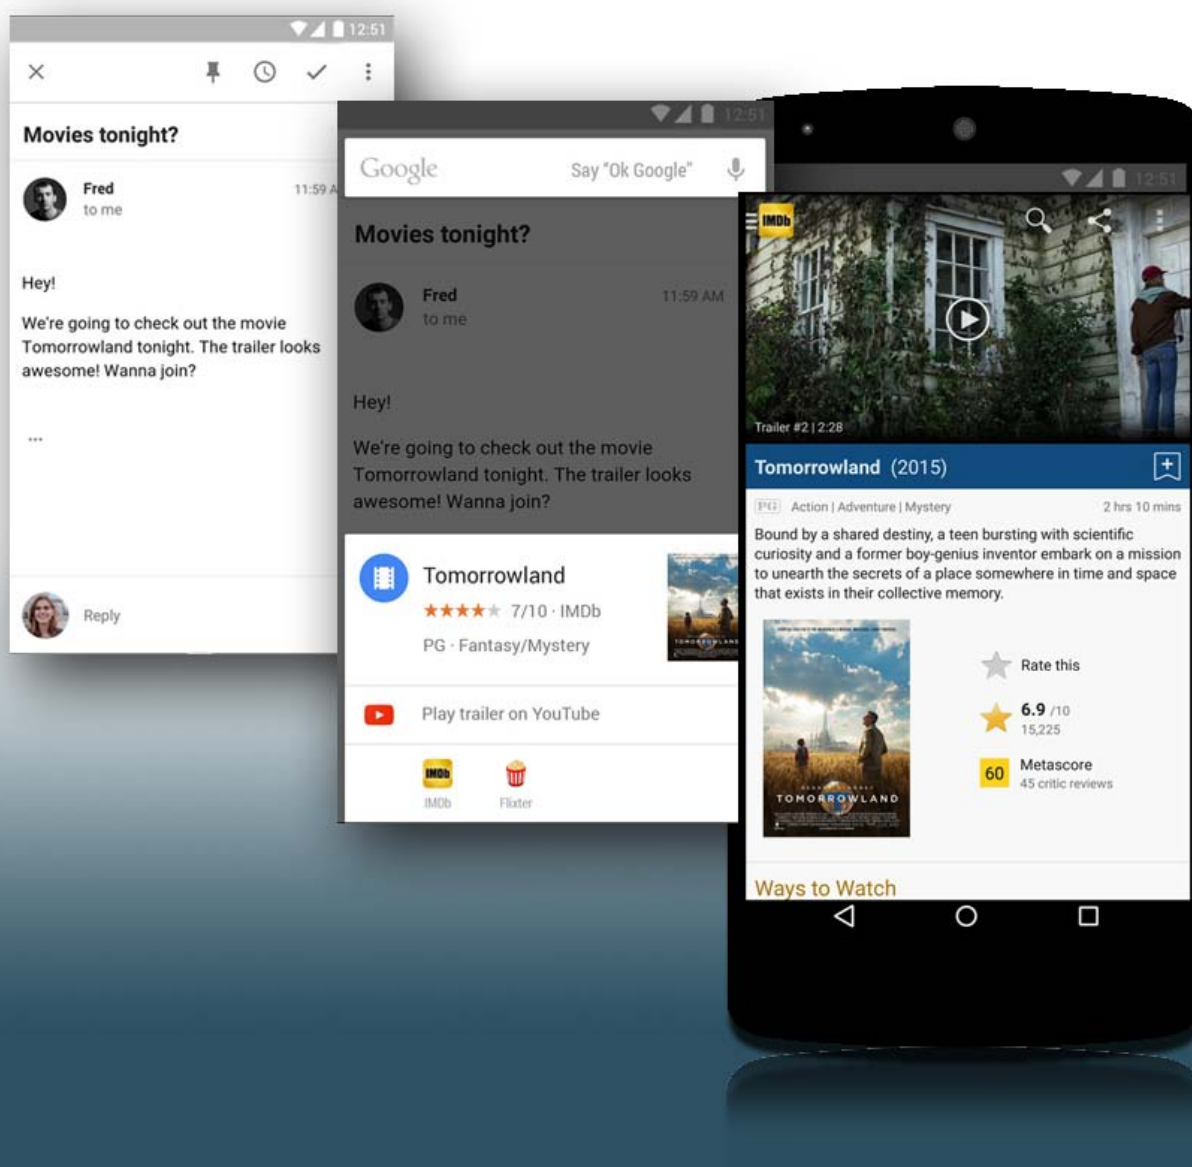 12:51
Movies tonight?
Fred
11:59 A
to me
Hey!
We're going to check out the movie
Tomorrowland tonight. The trailer looks
awesome! Wanna join?
...
Reply
12:51
Google
Say "Ok Google"
Movies tonight?
Fred
11:59 AM
to me
Hey!
We're going to check out the movie
Tomorrowland tonight. The trailer looks
awesome! Wanna join?
Tomorrowland
7/10 · IMDb
PG · Fantasy/Mystery
TOMORROWLAND
Play trailer on YouTube
IMDb
IMDb
Flixter
12:51
IMDb
Trailer #2 | 2:28
Tomorrowland (2015)
PG Action | Adventure | Mystery
2 hrs 10 mins
Bound by a shared destiny, a teen bursting with scientific
curiosity and a former boy-genius inventor embark on a mission
to unearth the secrets of a place somewhere in time and space
that exists in their collective memory.
TOMORROWLAND
Rate this
6.9 /10
15,225
60
Metascore
45 critic reviews
Ways to Watch